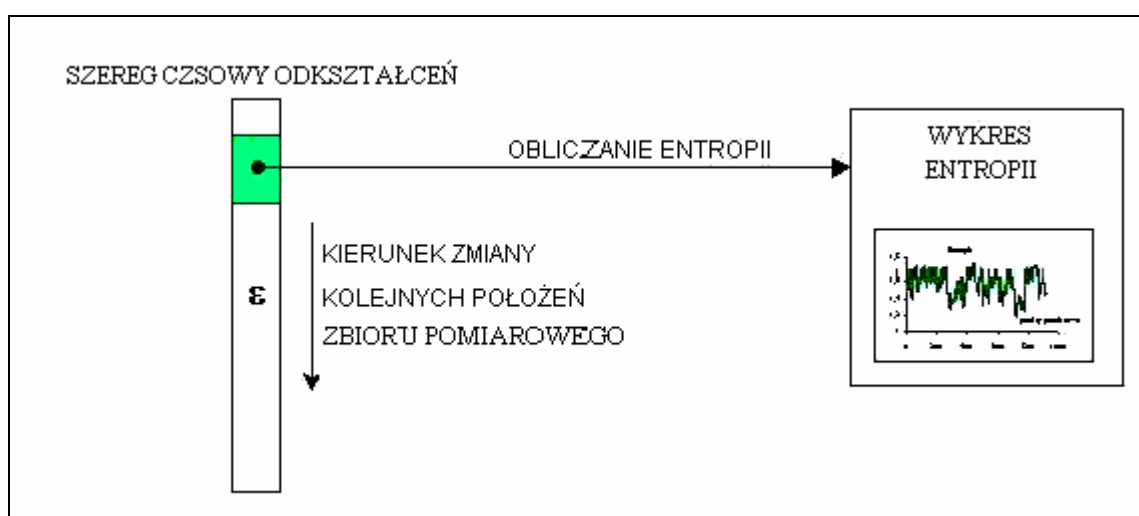 SZEREG CZSOWY ODKSZTAŁCEŃ
OBLICZANIE ENTROPII
WYKRES
ENTROPII
KIERUNEK ZMIANY
KOLEJNYCH POŁOŻEŃ
ZBIORU POMIAROWEGO
ε